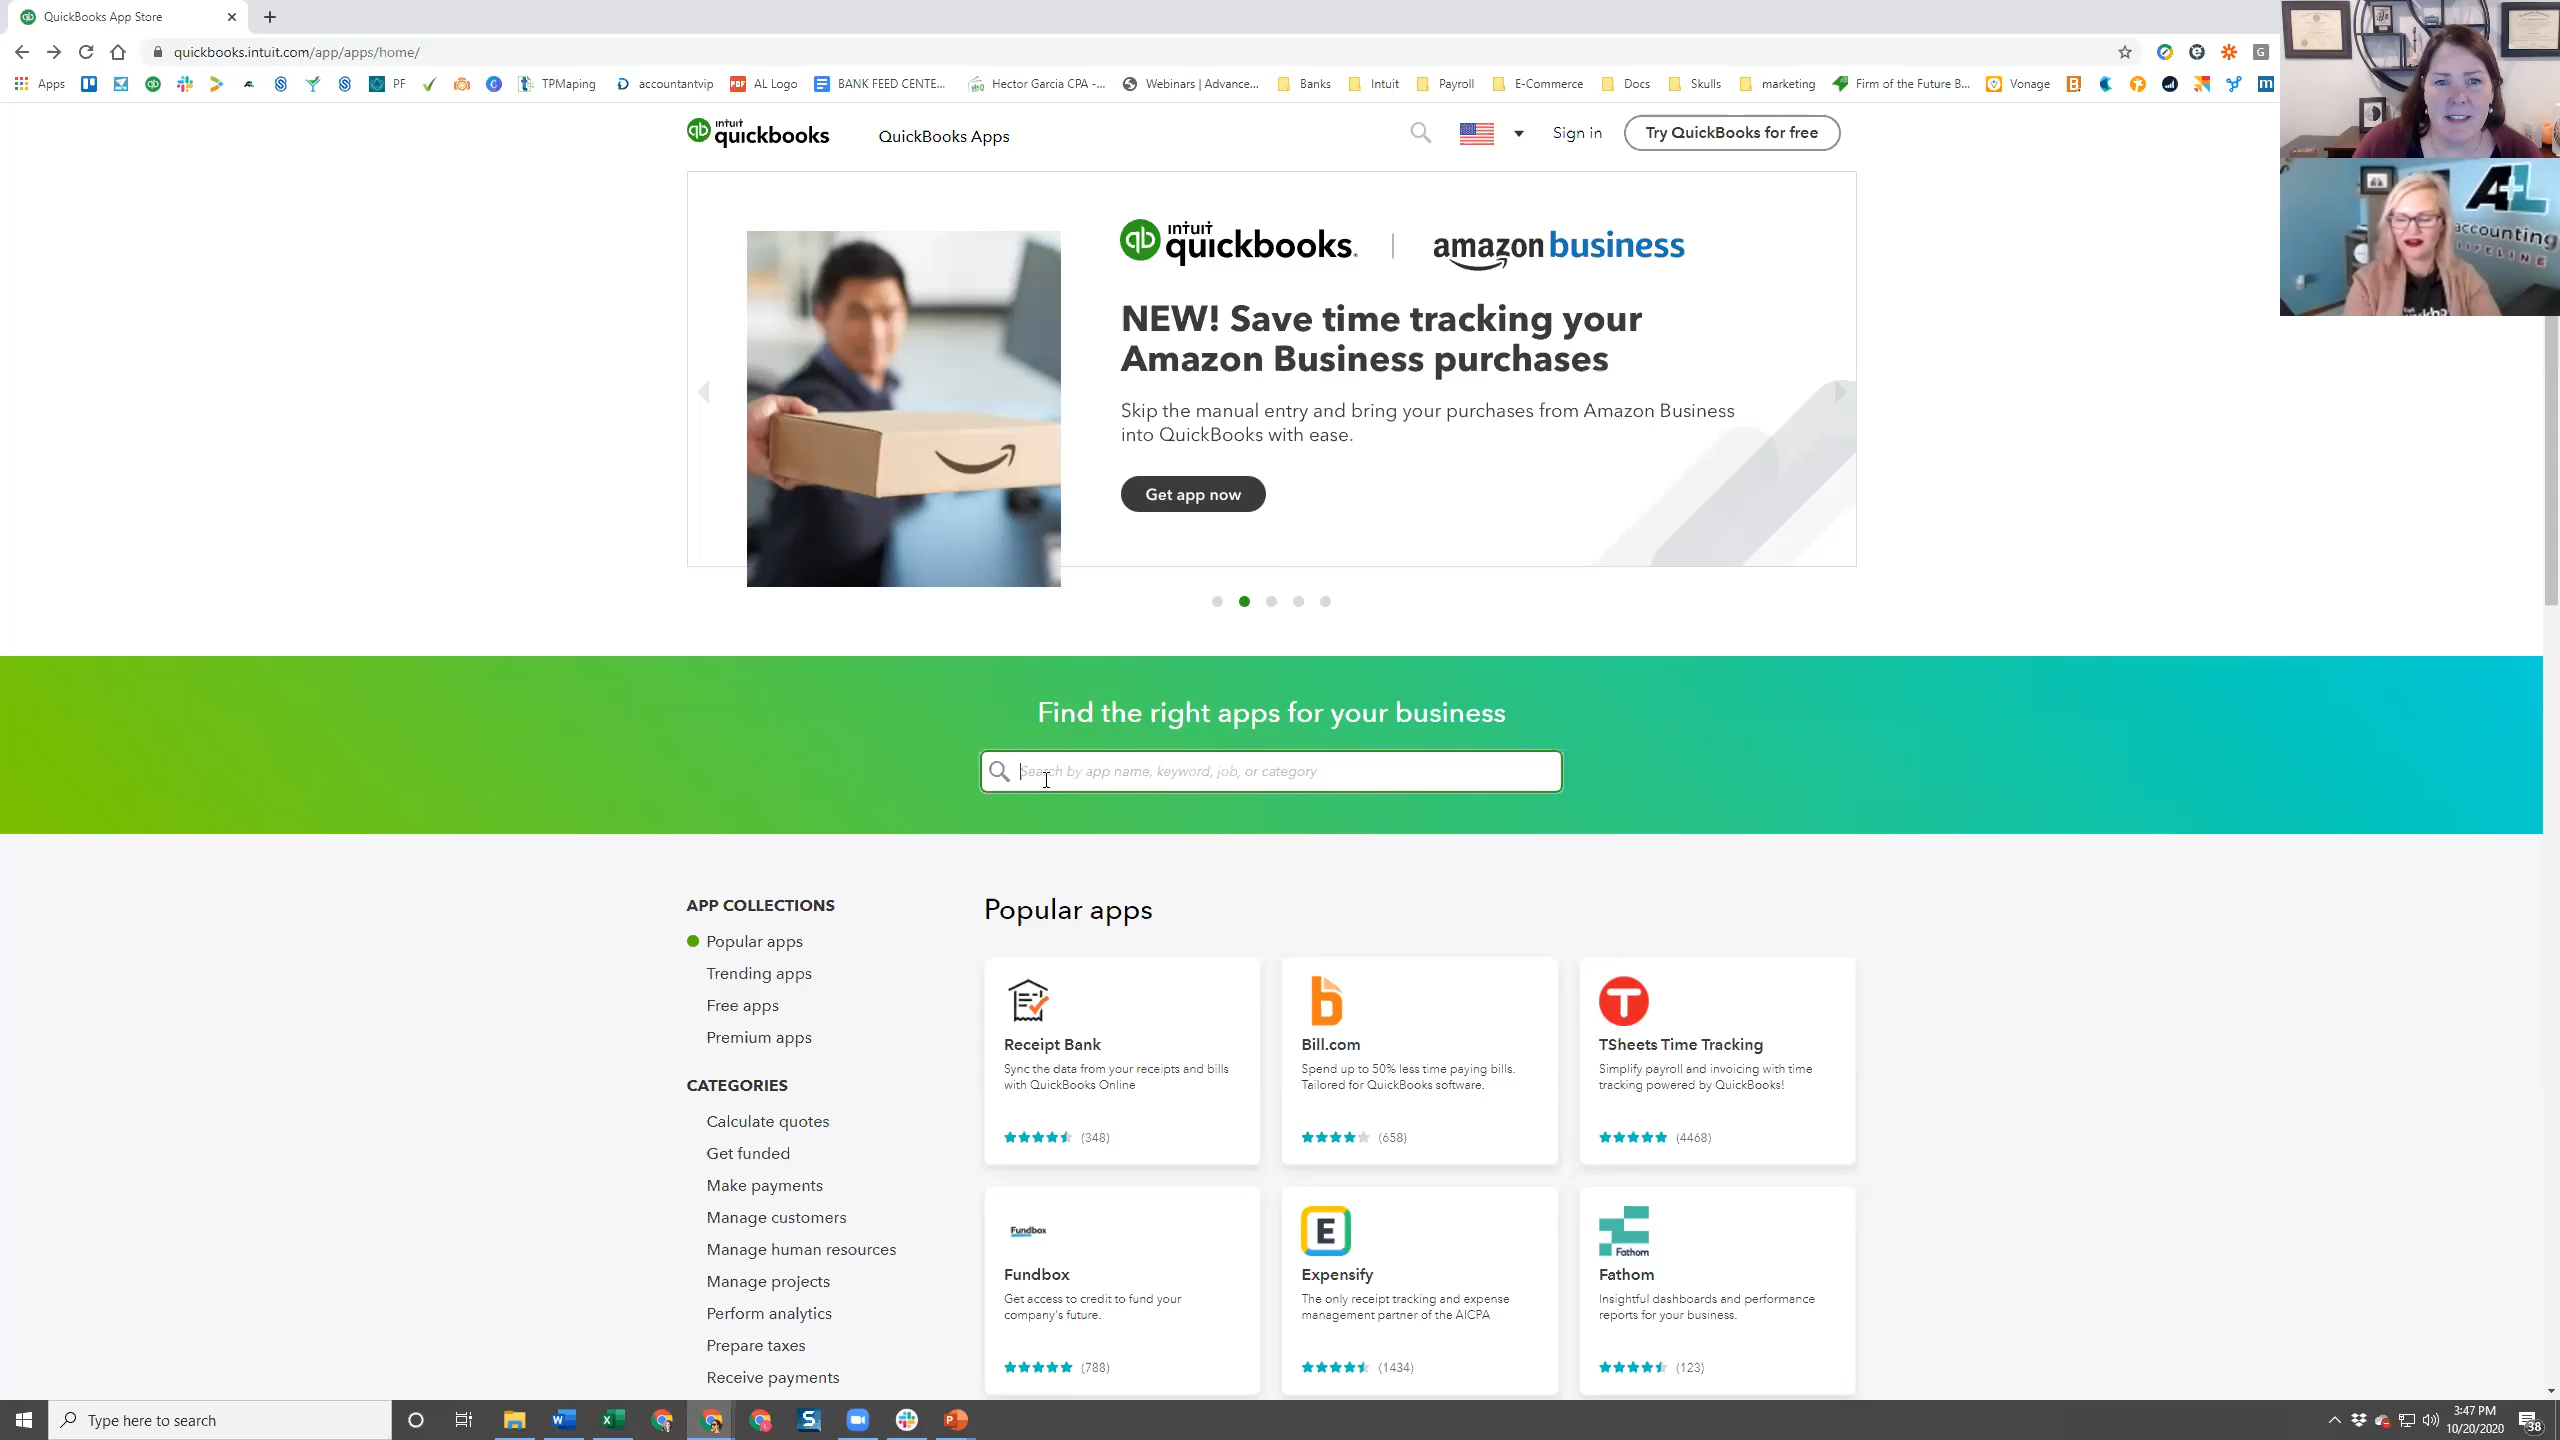 QuickBooks App Store
quickbooks.intuit.com/app/apps/home/
Apps
PF
TPMaping
accountantvip
AL Logo
BANK FEED CENTE...
Hector Garcia CPA -...
Webinars | Advance...
Banks
Intuit
Payroll
E-Commerce
Docs
Skulls
marketing
Firm of the Future B...
Vonage
intuit quickbooks
QuickBooks Apps
Sign in
Try QuickBooks for free
AL
accounting
intuit quickbooks. | amazon business
NEW! Save time tracking your
Amazon Business purchases
Skip the manual entry and bring your purchases from Amazon Business
into QuickBooks with ease.
Get app now
Find the right apps for your business
Search by app name, keyword, job, or category
APP COLLECTIONS
Popular apps
Trending apps
Free apps
Premium apps
CATEGORIES
Calculate quotes
Get funded
Make payments
Manage customers
Manage human resources
Manage projects
Perform analytics
Prepare taxes
Receive payments
Popular apps
Receipt Bank
Sync the data from your receipts and bills
with QuickBooks Online
(348)
Bill.com
Spend up to 50% less time paying bills.
Tailored for QuickBooks software.
(658)
TSheets Time Tracking
Simplify payroll and invoicing with time
tracking powered by QuickBooks!
(4468)
Fundbox
Fundbox
Get access to credit to fund your
company's future.
(788)
Expensify
The only receipt tracking and expense
management partner of the AICPA
(1434)
Fathom
Fathom
Insightful dashboards and performance
reports for your business.
(123)
Type here to search
3:47 PM
10/20/2020
38